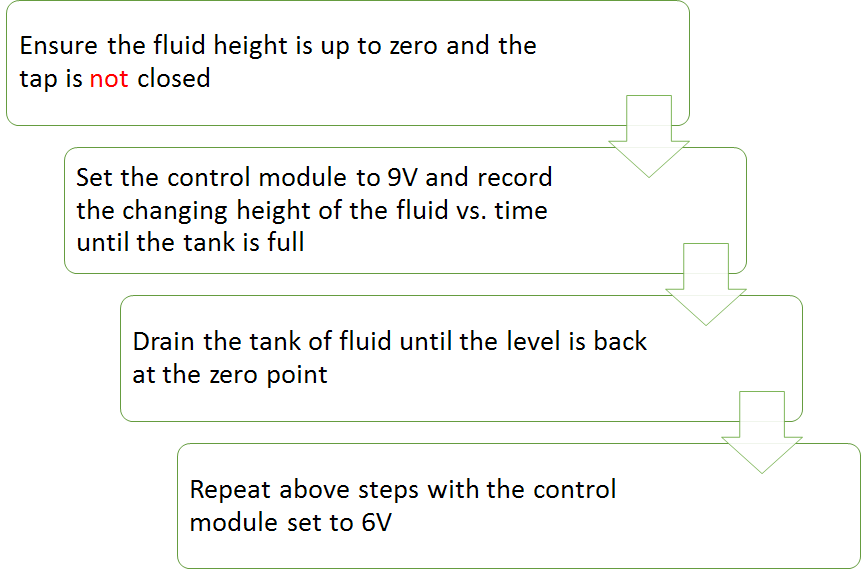 Ensure the fluid height is up to zero and the
tap is not closed
Set the control module to 9V and record
the changing height of the fluid vs. time
until the tank is full
Drain the tank of fluid until the level is back
at the zero point
Repeat above steps with the control
module set to 6V